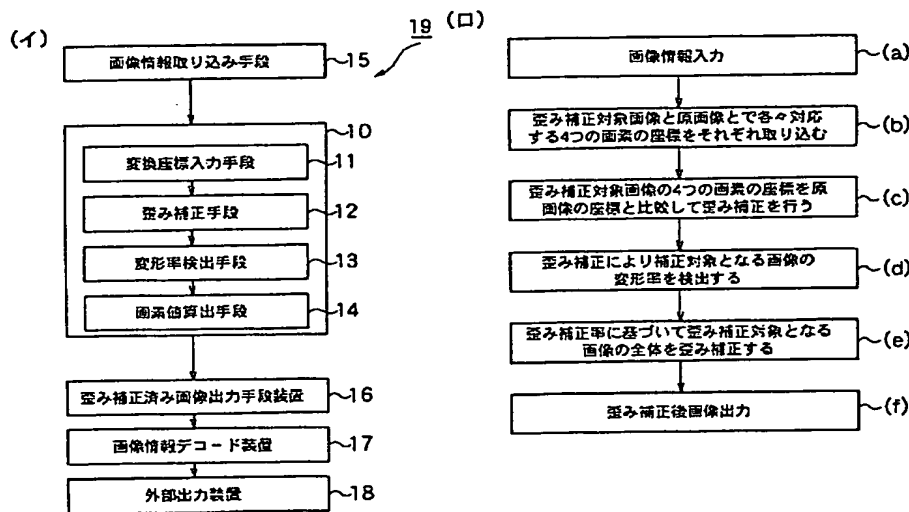 (イ)
19
画像情報取り込み手段
15
10
変換座標入力手段
11
歪み補正手段
12
変形率検出手段
13
画素値算出手段
14
歪み補正済み画像出力手段装置
16
画像情報デコード装置
17
外部出力装置
18
(ロ)
画像情報入力
(a)
歪み補正対象画像と原画像とで各々対応
する4つの画素の座標をそれぞれ取り込む
(b)
歪み補正対象画像の4つの画素の座標を原
画像の座標と比較して歪み補正を行う
(c)
歪み補正により補正対象となる画像の
変形率を検出する
(d)
歪み補正率に基づいて歪み補正対象となる
画像の全体を歪み補正する
(e)
歪み補正後画像出力
(f)